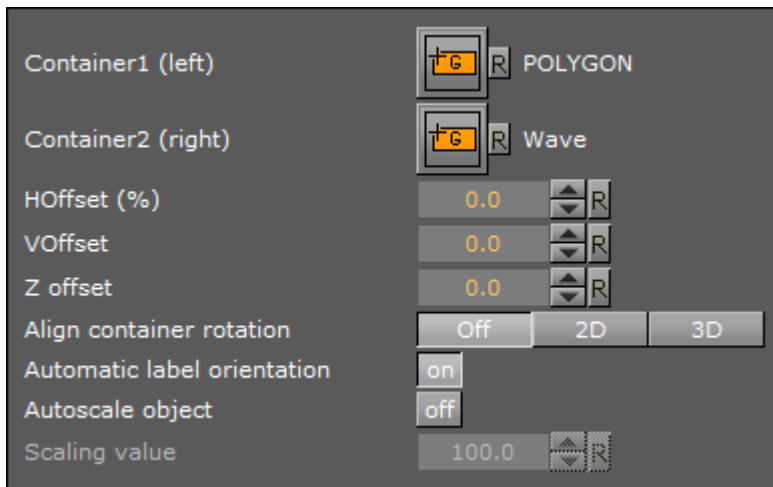 Container1 (left) G R POLYGON
Container2 (right) G R Wave
HOffset (%) 0.0 R
VOffset 0.0 R
Z offset 0.0 R
Align container rotation Off 2D 3D
Automatic label orientation on
Autoscale object off
Scaling value 100.0 R